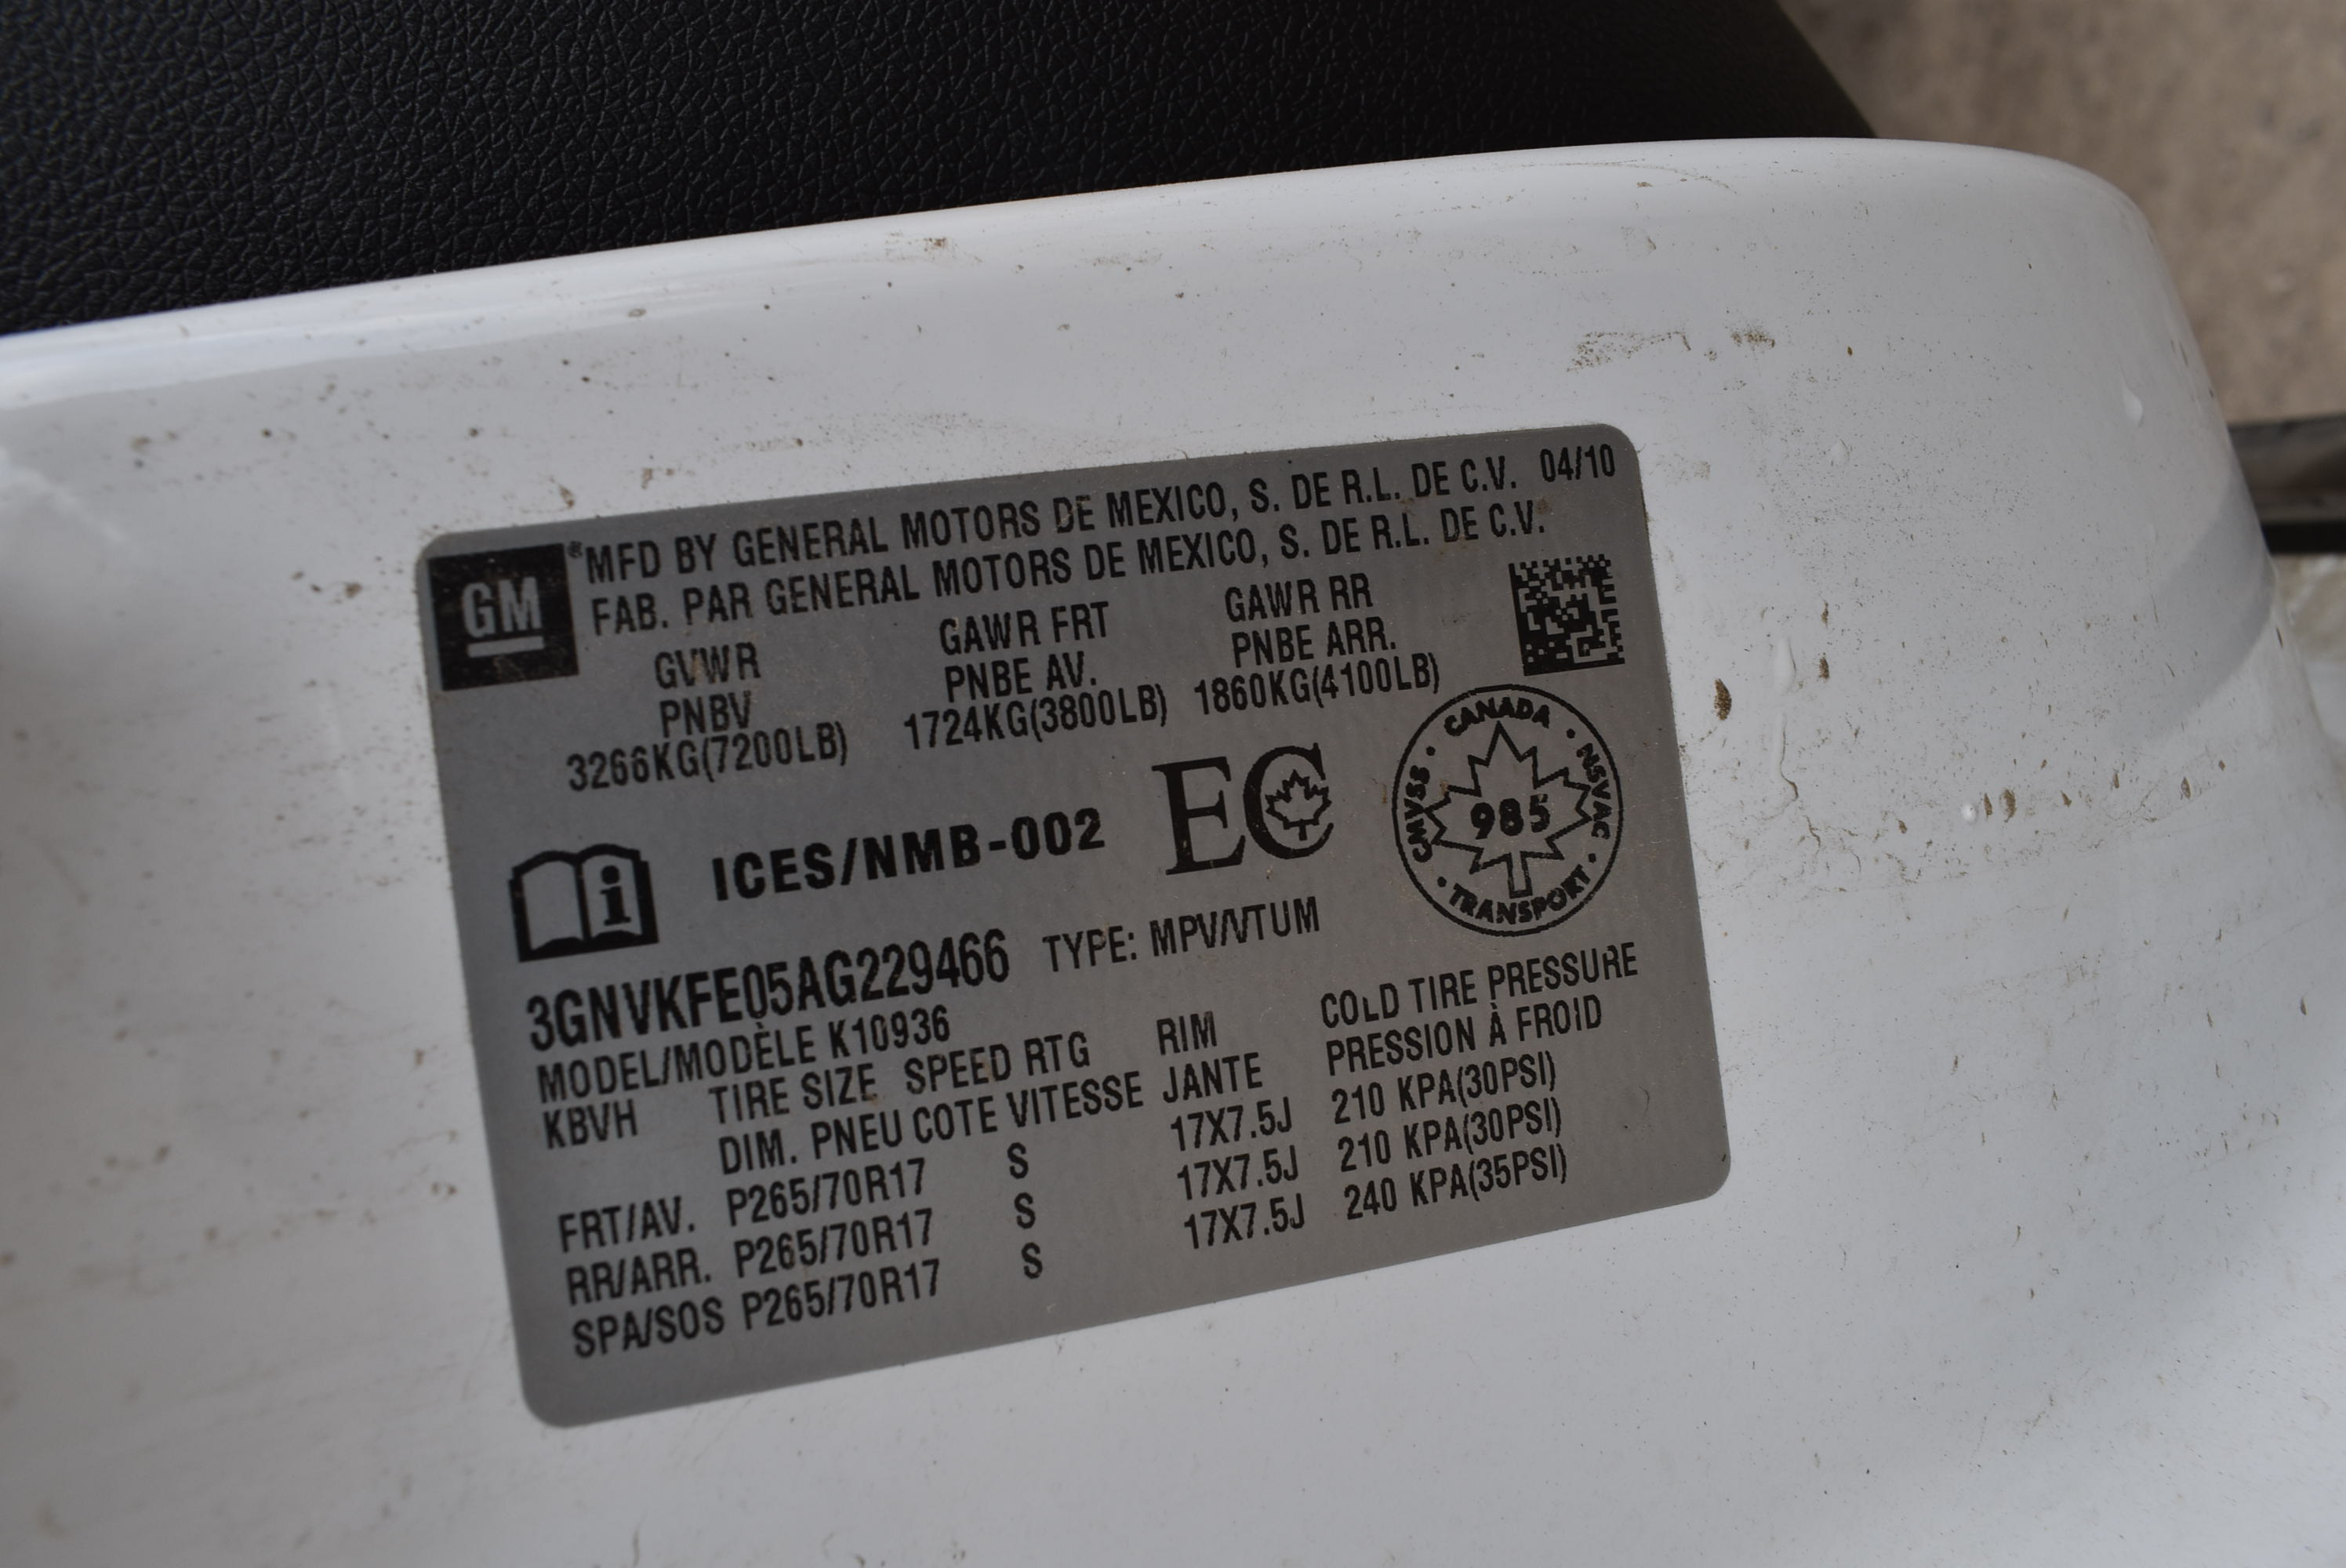 GM
®MFD BY GENERAL MOTORS DE MEXICO, S. DE R.L. DE C.V. 04/10
FAB. PAR GENERAL MOTORS DE MEXICO, S. DE R.L. DE C.V.
GVWR GAWR FRT GAWR RR
PNBV PNBE AV. PNBE ARR.
3266KG(7200LB) 1724KG(3800LB) 1860KG(4100LB)
i ICES/NMB-002 EC
CANADA · NSVAC · TRANSPORT · CMVSS ·
985
3GNVKFE05AG229466 TYPE: MPV/VTUM
MODEL/MODÈLE K10936 RIM COLD TIRE PRESSURE
KBVH TIRE SIZE SPEED RTG JANTE PRESSION À FROID
DIM. PNEU COTE VITESSE
FRT/AV. P265/70R17 S 17X7.5J 210 KPA(30PSI)
RR/ARR. P265/70R17 S 17X7.5J 210 KPA(30PSI)
SPA/SOS P265/70R17 S 17X7.5J 240 KPA(35PSI)